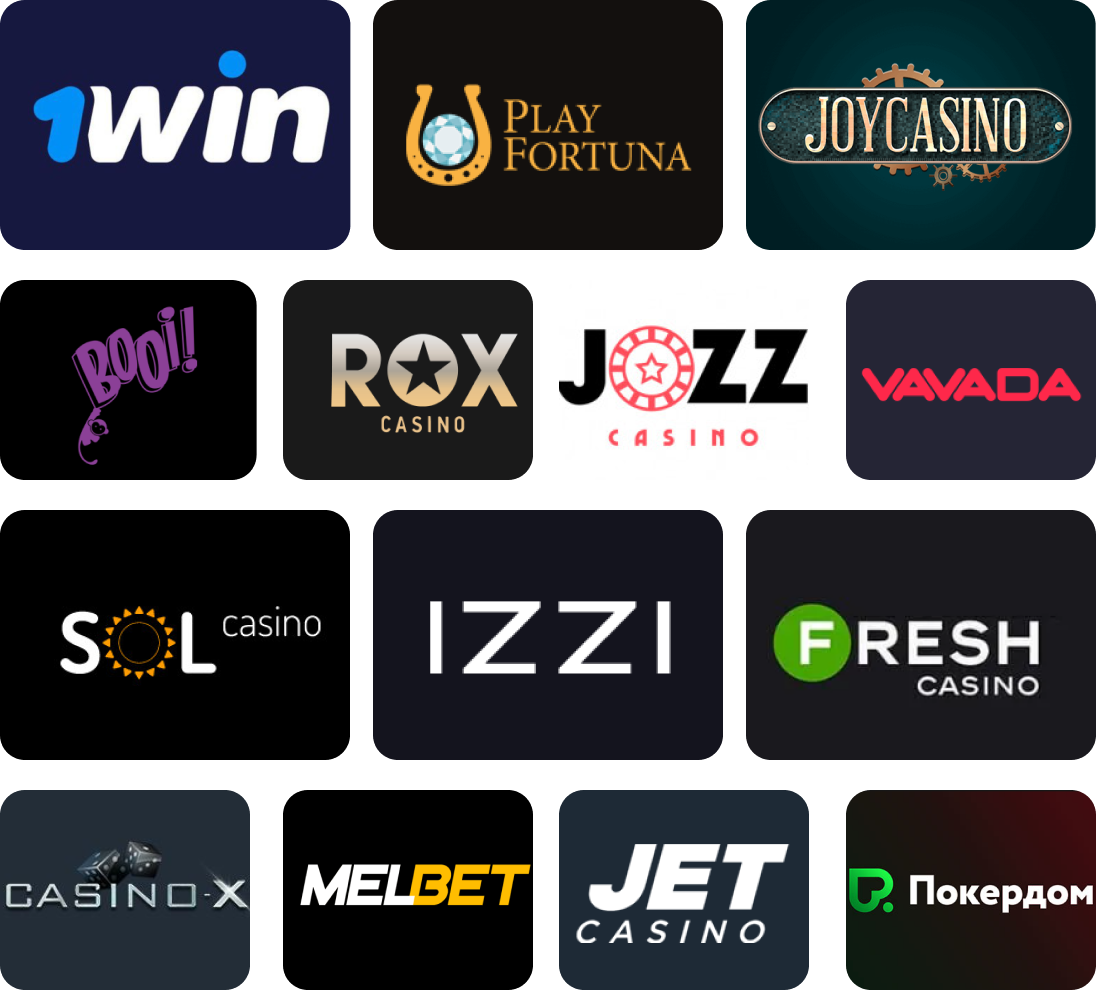 1win
PLAY
FORTUNA
JOYCASINO
BOOi!
ROX
CASINO
JOZZ
CASINO
VAVADA
SOL casino
IZZI
FRESH
CASINO
CASINO-X
MELBET
JET
CASINO
Покердом